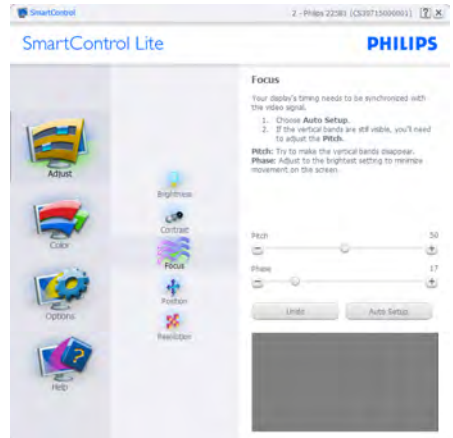 SmartControl
2 - Philips 225B1 (CS30715000001)
SmartControl Lite
PHILIPS
Focus
Your display's timing needs to be synchronized with
the video signal.
1. Choose Auto Setup.
2. If the vertical bands are still visible, you'll need
to adjust the Pitch.
Pitch: Try to make the vertical bands disappear.
Phase: Adjust to the brightest setting to minimize
movement on the screen.
Adjust
Color
Options
Help
Brightness
Contrast
Focus
Position
Resolution
Pitch
50
Phase
17
Undo
Auto Setup